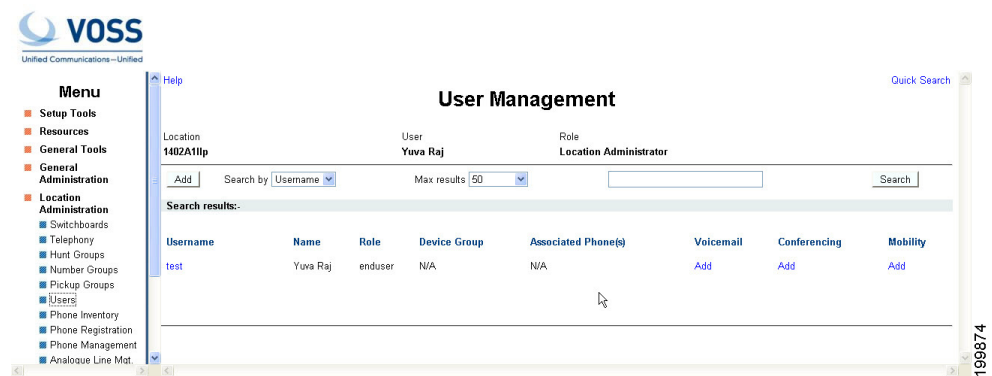 VOSS
Unified Communications—Unified
Menu
Setup Tools
Resources
General Tools
General
Administration
Location
Administration
Switchboards
Telephony
Hunt Groups
Number Groups
Pickup Groups
Users
Phone Inventory
Phone Registration
Phone Management
Analogue Line Mgt.
Help
Quick Search
User Management
Location User Role
1402A1llp Yuva Raj Location Administrator
Add Search by Username Max results 50 Search
Search results:-
Username Name Role Device Group Associated Phone(s) Voicemail Conferencing Mobility
test Yuva Raj enduser N/A N/A Add Add Add
199874